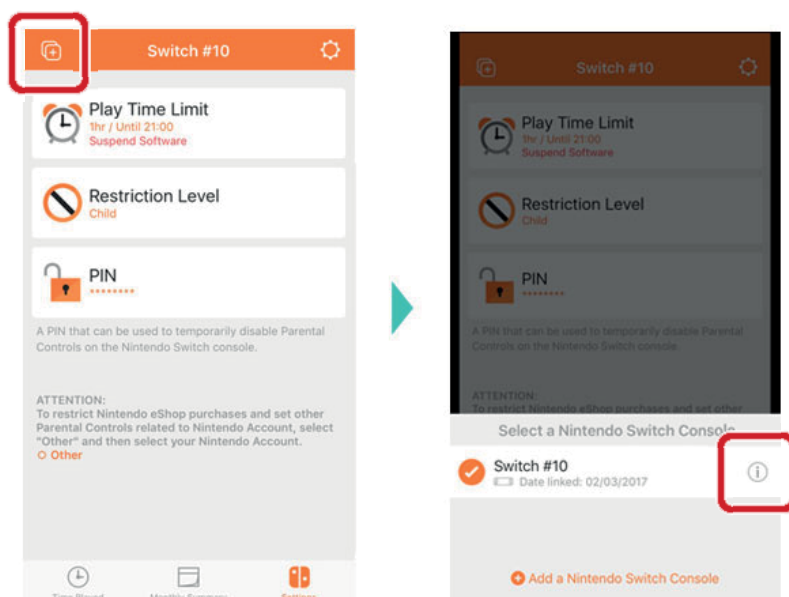 Switch #10
Play Time Limit
1hr / Until 21:00
Suspend Software
Restriction Level
Child
PIN
********
A PIN that can be used to temporarily disable Parental
Controls on the Nintendo Switch console.
ATTENTION:
To restrict Nintendo eShop purchases and set other
Parental Controls related to Nintendo Account, select
"Other" and then select your Nintendo Account.
Other
Time Played
Monthly Summary
Settings
Switch #10
Play Time Limit
1hr / Until 21:00
Suspend Software
Restriction Level
Child
PIN
********
A PIN that can be used to temporarily disable Parental
Controls on the Nintendo Switch console.
ATTENTION:
To restrict Nintendo eShop purchases and set other
Select a Nintendo Switch Console
Switch #10
Date linked: 02/03/2017
Add a Nintendo Switch Console